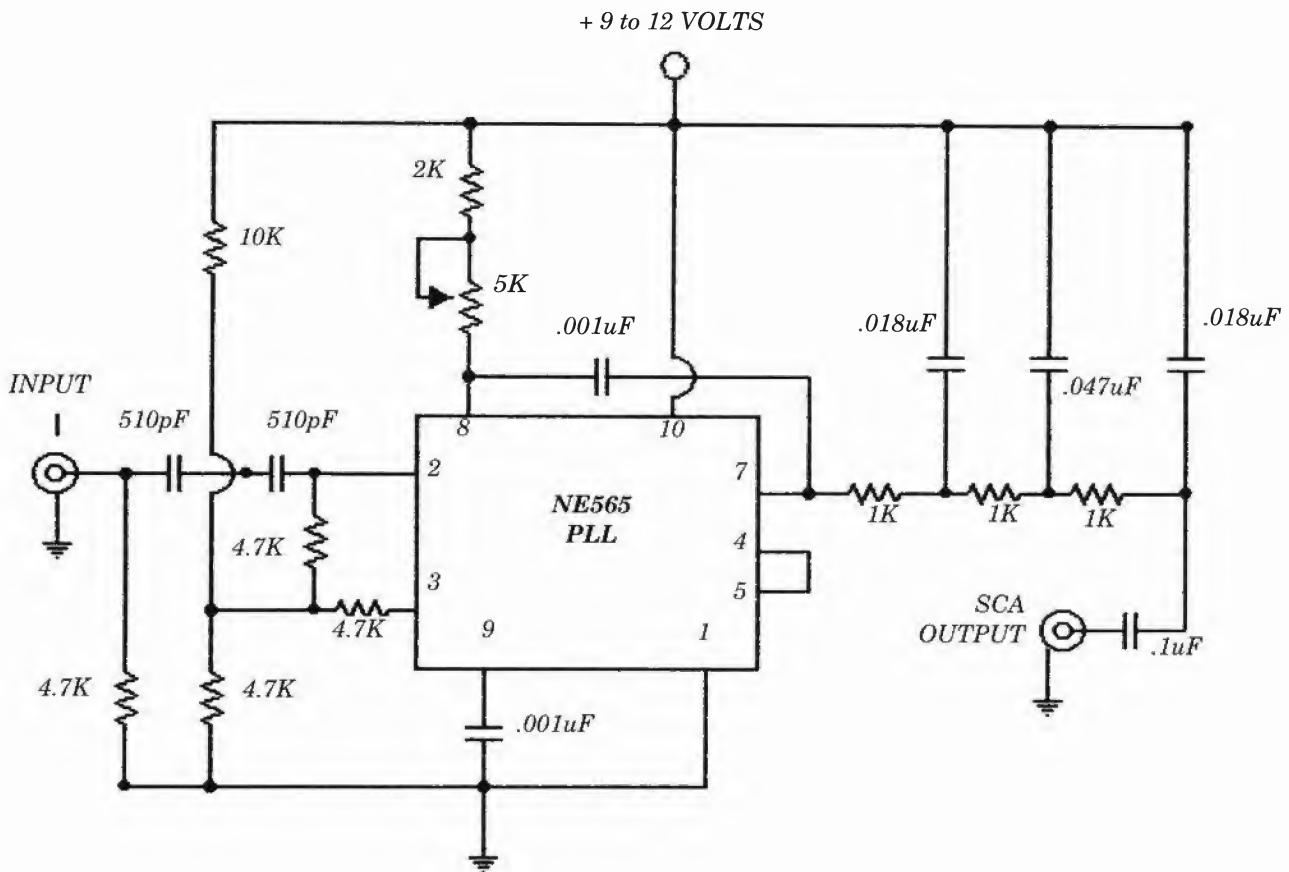 + 9 to 12 VOLTS
2K
10K
5K
.001uF
.018uF
.018uF
.047uF
INPUT
510pF
510pF
8
10
2
7
NE565
PLL
1K
1K
1K
4.7K
4
3
5
4.7K
9
1
SCA
OUTPUT
.1uF
4.7K
4.7K
.001uF